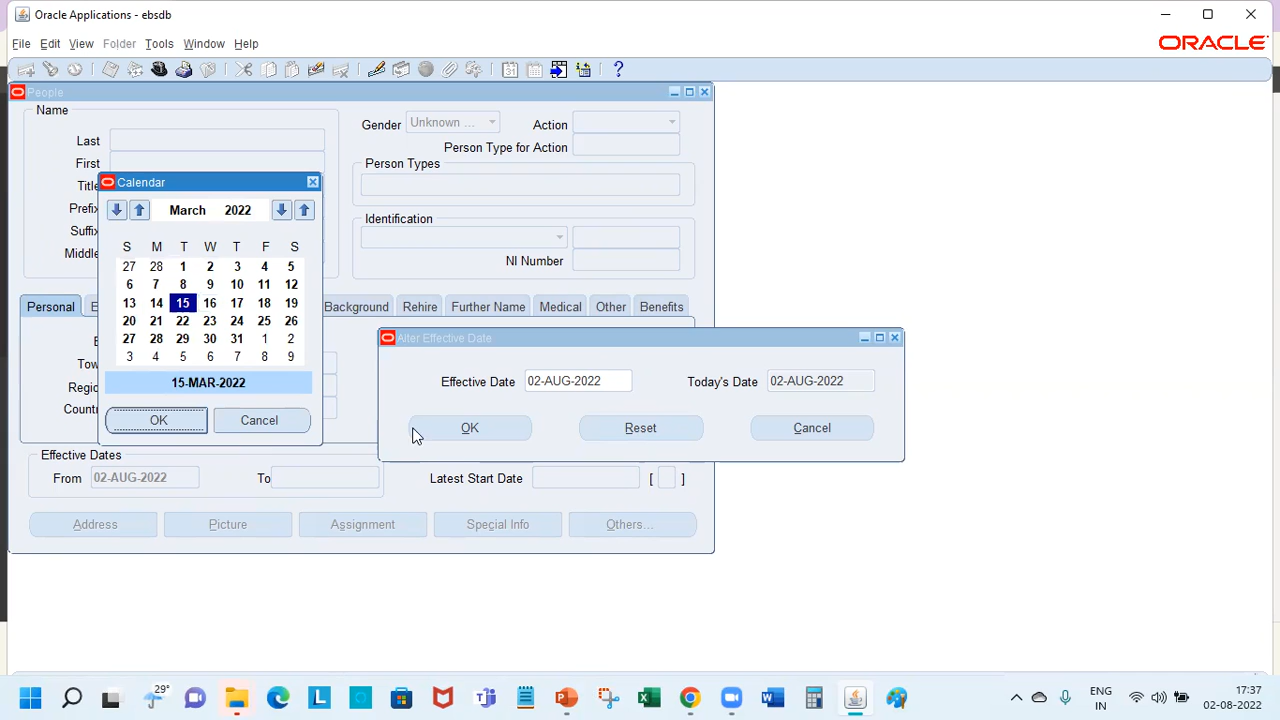 Oracle Applications - ebsdb
File Edit View Folder Tools Window Help
ORACLE
People
Name
Last
First
Gender Unknown ... Action
Person Type for Action
Person Types
Identification
NI Number
Calendar
March 2022
S M T W T F S
27 28 1 2 3 4 5
6 7 8 9 10 11 12
13 14 15 16 17 18 19
20 21 22 23 24 25 26
27 28 29 30 31 1 2
3 4 5 6 7 8 9
15-MAR-2022
OK Cancel
Personal Background Rehire Further Name Medical Other Benefits
Alter Effective Date
Effective Date 02-AUG-2022 Today's Date 02-AUG-2022
OK Reset Cancel
Effective Dates
From 02-AUG-2022 To Latest Start Date [ ]
Address Picture Assignment Special Info Others...
29°
ENG
IN
17:37
02-08-2022